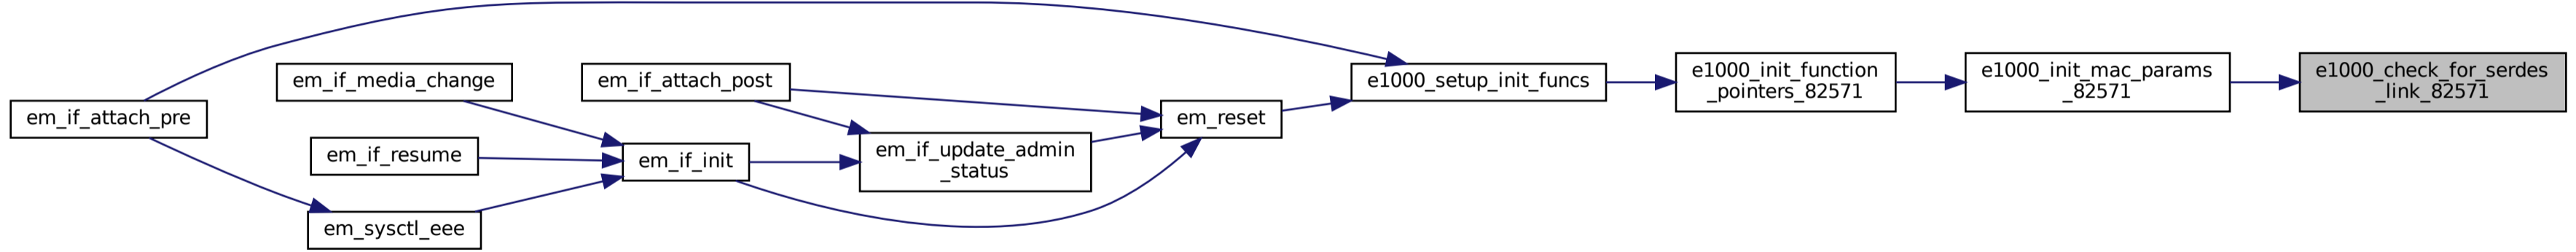 em_if_attach_pre
em_if_media_change
em_if_resume
em_sysctl_eee
em_if_attach_post
em_if_init
em_if_update_admin
_status
em_reset
e1000_setup_init_funcs
e1000_init_function
_pointers_82571
e1000_init_mac_params
_82571
e1000_check_for_serdes
_link_82571